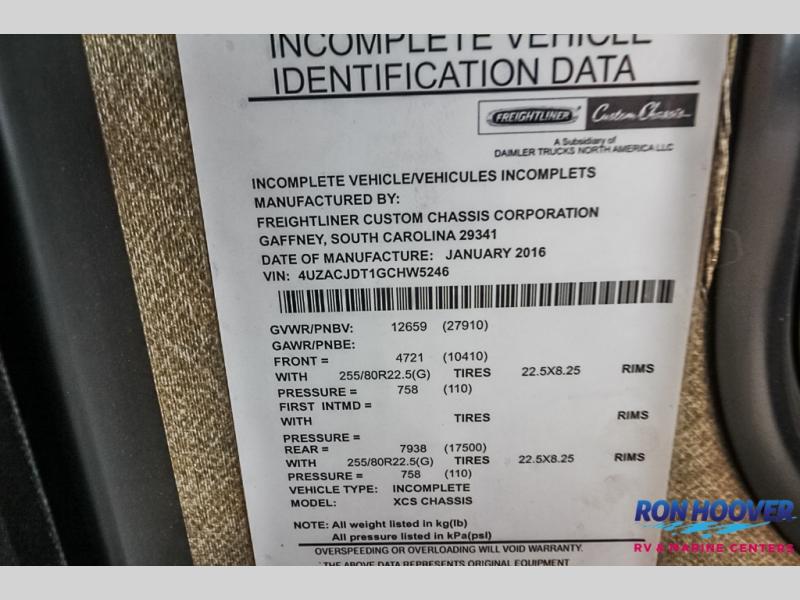 INCOMPLETE VEHICLE
IDENTIFICATION DATA
FREIGHTLINER Custom Chassis
A Subsidiary of
DAIMLER TRUCKS NORTH AMERICA LLC
INCOMPLETE VEHICLE/VEHICULES INCOMPLETS
MANUFACTURED BY:
FREIGHTLINER CUSTOM CHASSIS CORPORATION
GAFFNEY, SOUTH CAROLINA 29341
DATE OF MANUFACTURE: JANUARY 2016
VIN: 4UZACJDT1GCHW5246
GVWR/PNBV: 12659 (27910)
GAWR/PNBE:
FRONT = 4721 (10410)
WITH 255/80R22.5(G) TIRES 22.5X8.25 RIMS
PRESSURE = 758 (110)
FIRST INTMD =
WITH TIRES RIMS
PRESSURE =
REAR = 7938 (17500)
WITH 255/80R22.5(G) TIRES 22.5X8.25 RIMS
PRESSURE = 758 (110)
VEHICLE TYPE: INCOMPLETE
MODEL: XCS CHASSIS
NOTE: All weight listed in kg(lb)
All pressure listed in kPa(psi)
OVERSPEEDING OR OVERLOADING WILL VOID WARRANTY.
THE ABOVE DATA REPRESENTS ORIGINAL EQUIPMENT
RON HOOVER
RV & MARINE CENTERS